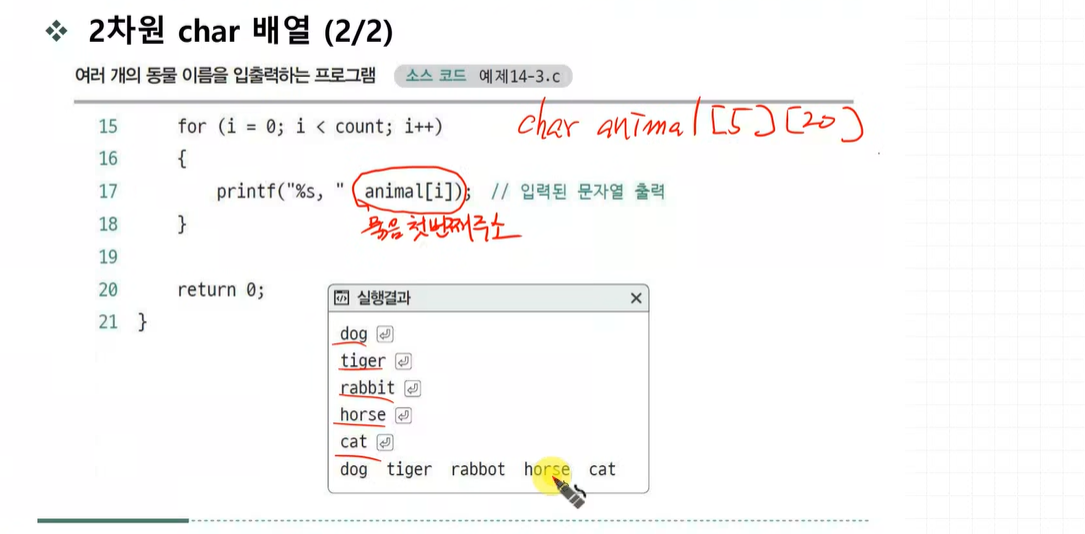 ❖ 2차원 char 배열 (2/2)
여러 개의 동물 이름을 입출력하는 프로그램 소스 코드 예제14-3.c
char animal[5][20]
15 for (i = 0; i < count; i++)
16 {
17 printf("%s, " animal[i]); // 입력된 문자열 출력
18 }
묶음 첫번째 주소
19
20 return 0;
21 }
실행결과
dog
tiger
rabbit
horse
cat
dog tiger rabbot horse cat